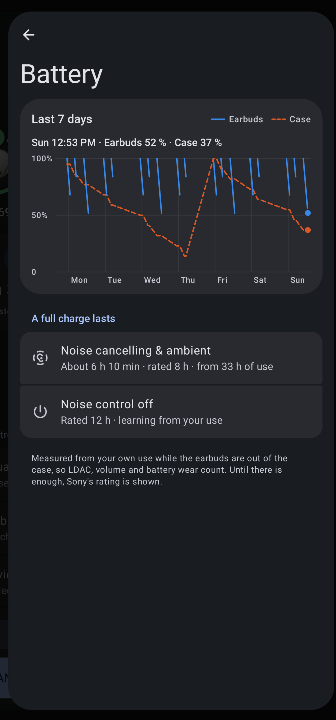 Battery
Last 7 days
Earbuds
Case
Sun 12:53 PM · Earbuds 52 % · Case 37 %
100%
50%
0
Mon Tue Wed Thu Fri Sat Sun
A full charge lasts
Noise cancelling & ambient
About 6 h 10 min · rated 8 h · from 33 h of use
Noise control off
Rated 12 h · learning from your use
Measured from your own use while the earbuds are out of the
case, so LDAC, volume and battery wear count. Until there is
enough, Sony's rating is shown.